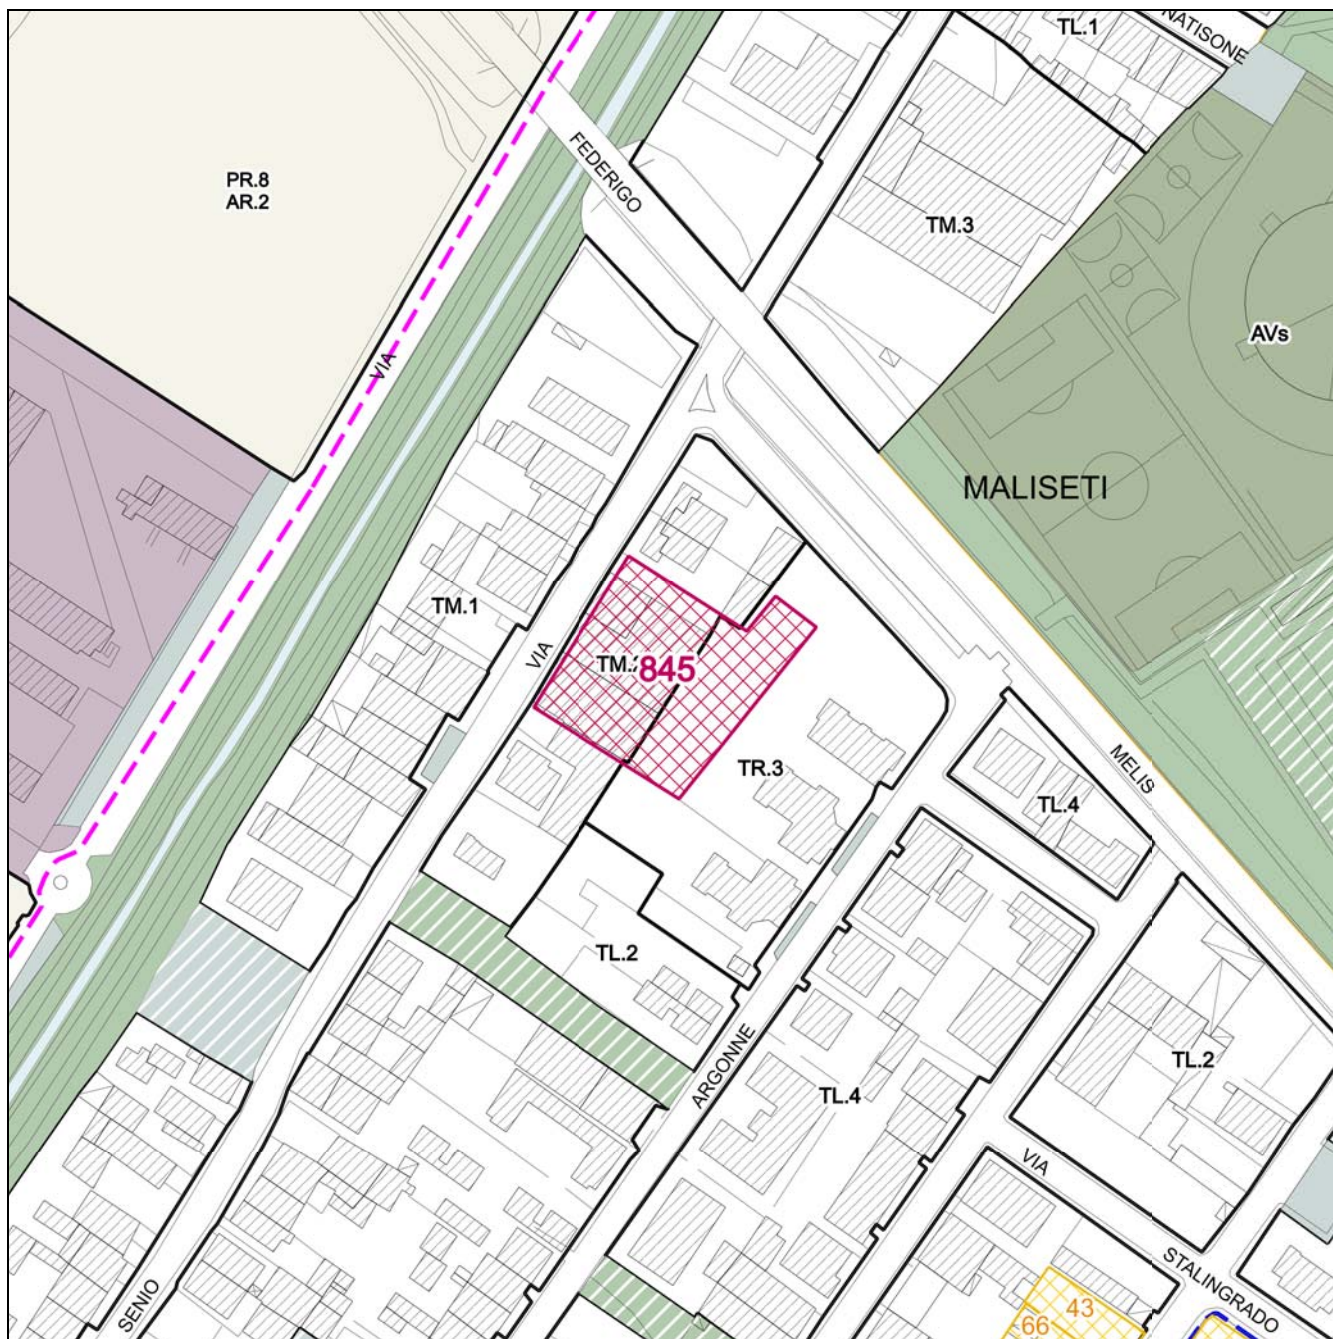 NATISONE
TL.1
FEDERIGO
PR.8
AR.2
TM.3
AVs
VIA
MALISETI
TM.1
VIA
845
TR.3
MELIS
TL.4
TL.2
ARGONNE
TL.4
TL.2
VIA
STALINGRADO
SENIO
43
66